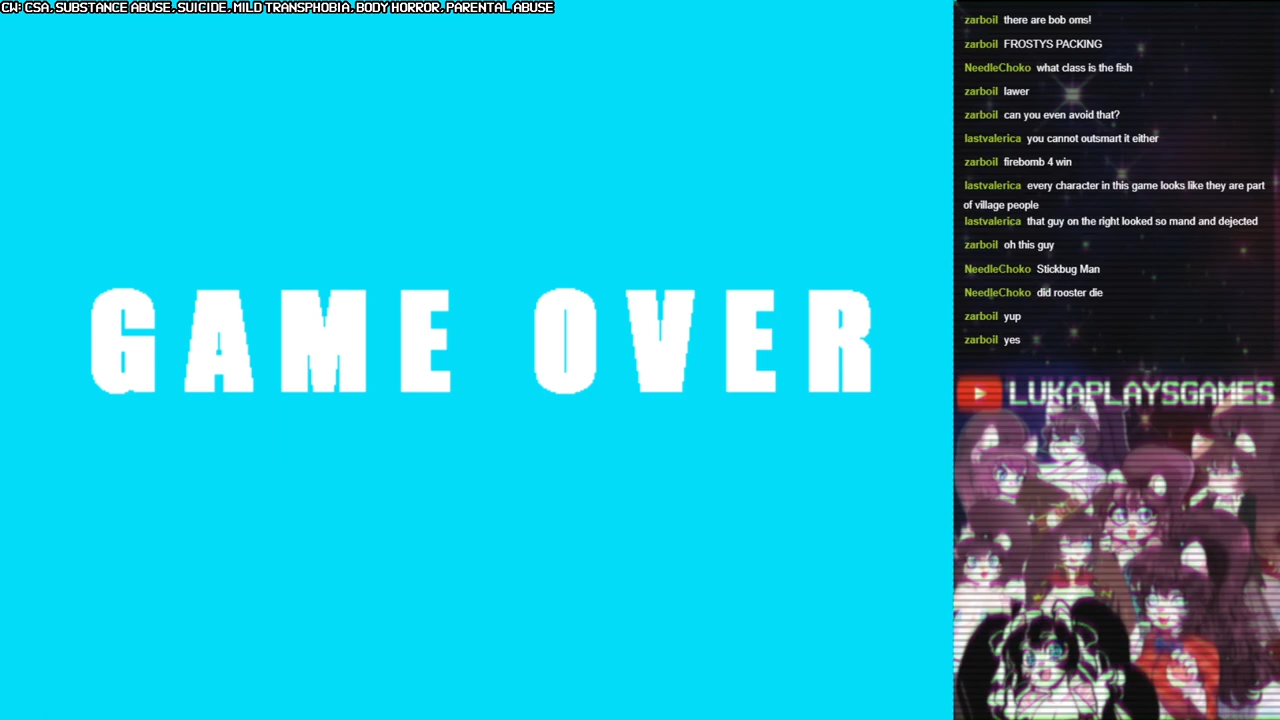 CW: CSA, SUBSTANCE ABUSE, SUICIDE, MILD TRANSPHOBIA, BODY HORROR, PARENTAL ABUSE
GAME OVER
zarboil there are bob oms!
zarboil FROSTYS PACKING
NeedleChoko what class is the fish
zarboil lawer
zarboil can you even avoid that?
lastvalerica you cannot outsmart it either
zarboil firebomb 4 win
lastvalerica every character in this game looks like they are part
of village people
lastvalerica that guy on the right looked so mand and dejected
zarboil oh this guy
NeedleChoko Stickbug Man
NeedleChoko did rooster die
zarboil yup
zarboil yes
LUKAPLAYSGAMES